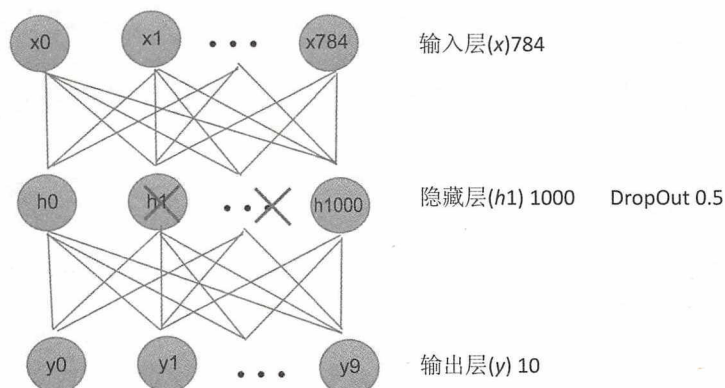 x0 x1 ... x784 输入层(x)784
h0 h1 ... h1000 隐藏层(h1) 1000 DropOut 0.5
y0 y1 ... y9 输出层(y) 10